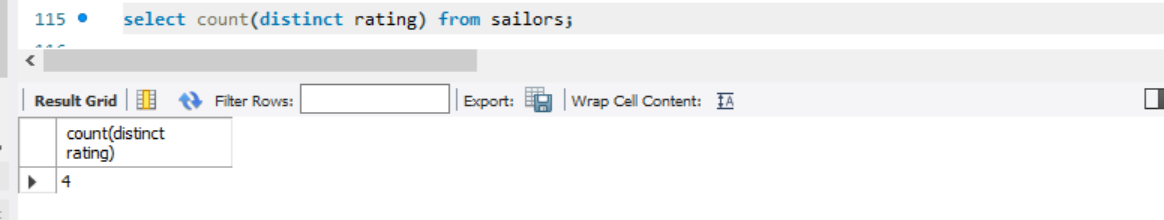 115 select count(distinct rating) from sailors;
Result Grid Filter Rows: Export: Wrap Cell Content:
count(distinct
rating)
4